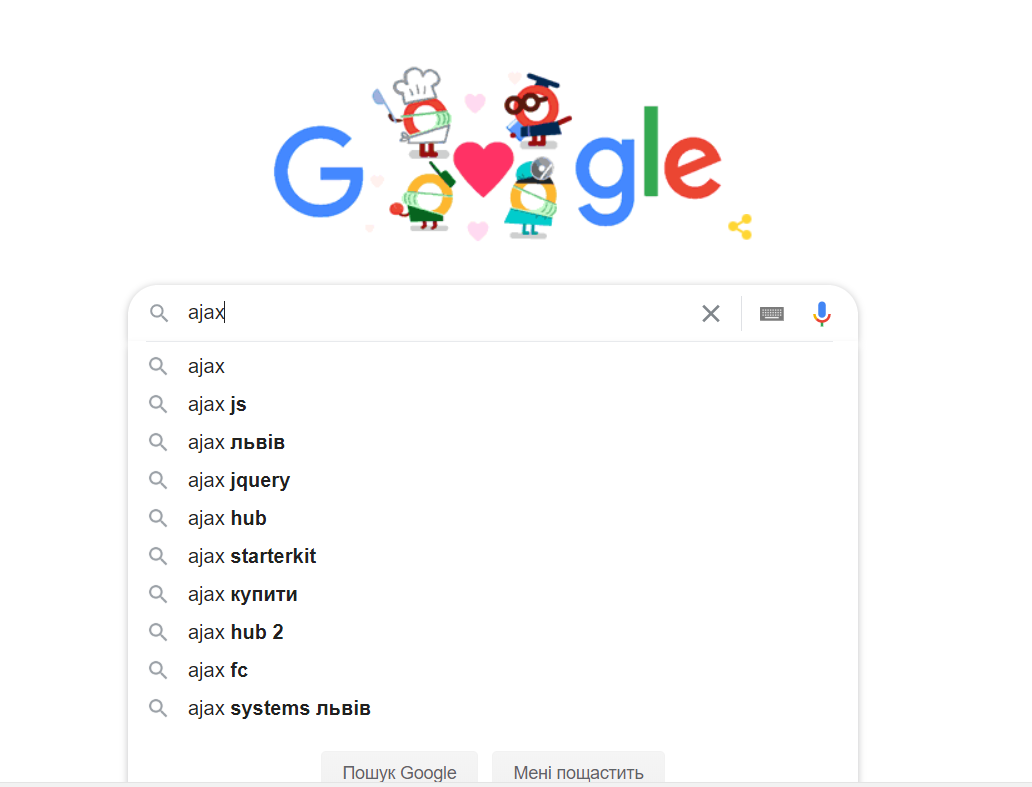 Google
ajax
ajax
ajax js
ajax львів
ajax jquery
ajax hub
ajax starterkit
ajax купити
ajax hub 2
ajax fc
ajax systems львів
Пошук Google Мені пощастить